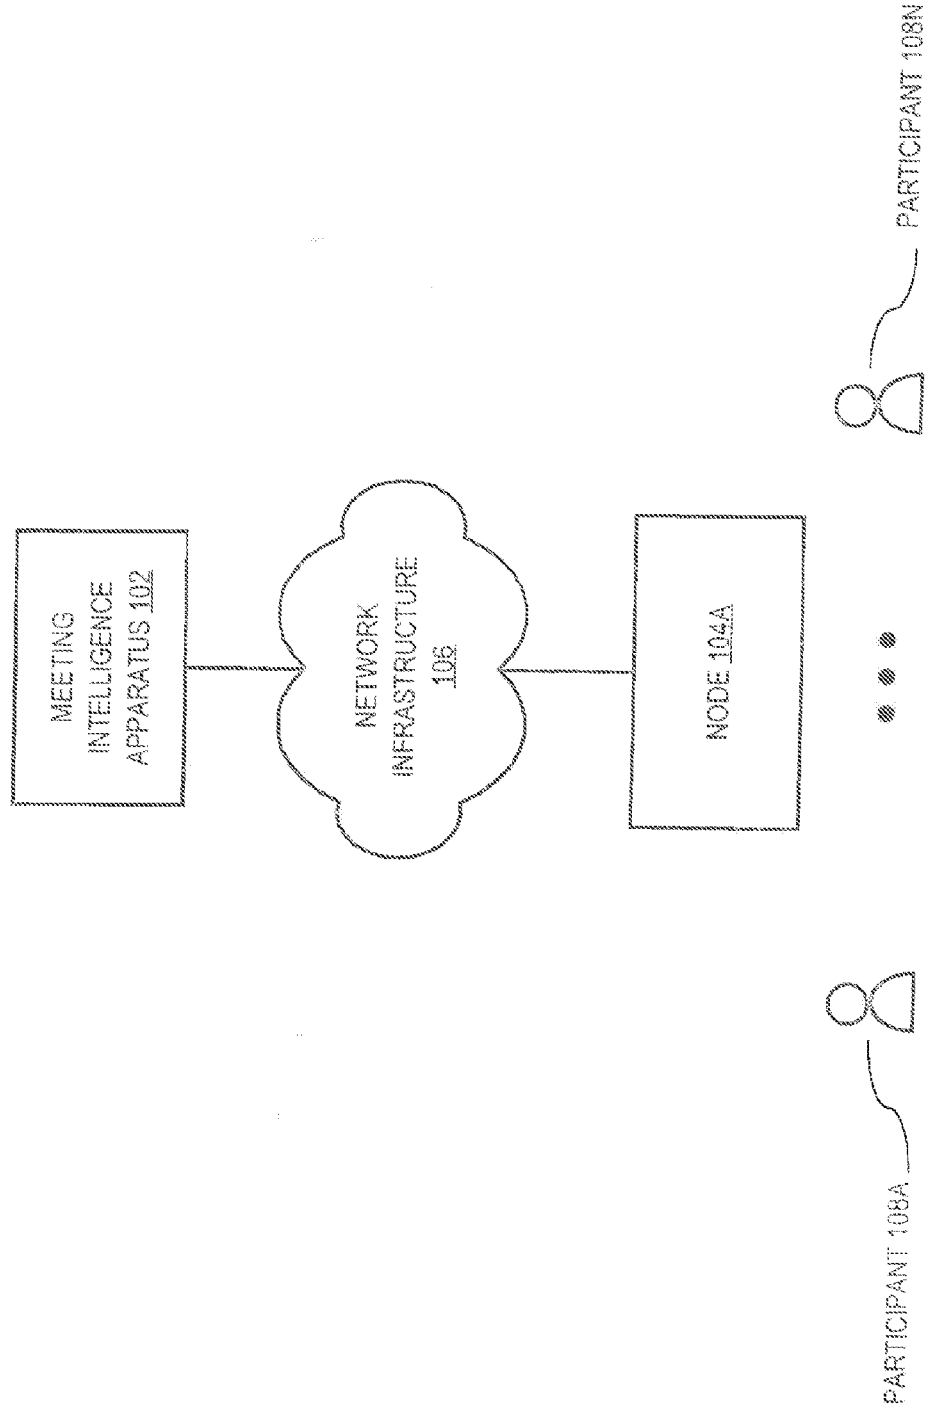 MEETING
INTELLIGENCE
APPARATUS 102
NETWORK
INFRASTRUCTURE
106
NODE 104A
PARTICIPANT 108A
PARTICIPANT 108N